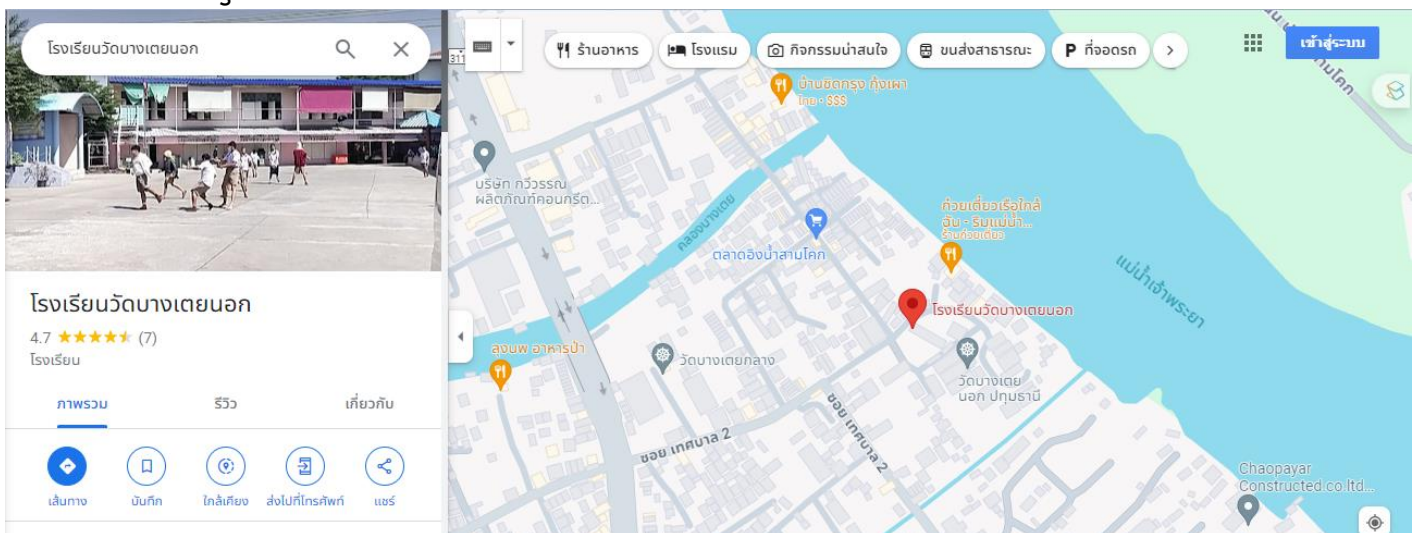 โรงเรียนวัดบางเตยนอก
โรงเรียนวัดบางเตยนอก
4.7
(7)
โรงเรียน
ภาพรวม
รีวิว
เกี่ยวกับ
เส้นทาง
บันทึก
ใกล้เคียง
ส่งไปที่โทรศัพท์
แชร์
311
ร้านอาหาร
โรงแรม
กิจกรรมน่าสนใจ
ขนส่งสาธารณะ
P ที่จอดรถ
เข้าสู่ระบบ
ไทย · $$$
บริษัท กวีวรรณ
ผลิตภัณฑ์คอนกรีต...
คลองบางเตย
ตลาดอิงน้ำสามโคก
ก๋วยเตี๋ยวเรือใกล้
ฉัน - ริมแม่น้ำ...
ร้านก๋วยเตี๋ยว
แม่น้ำเจ้าพระยา
โรงเรียนวัดบางเตยนอก
ลุงนพ อาหารป่า
วัดบางเตยกลาง
วัดบางเตย
นอก ปทุมธานี
ซอย เทศบาล 2
ซอย เทศบาล 2
Chaopayar
Constructed.co.ltd...